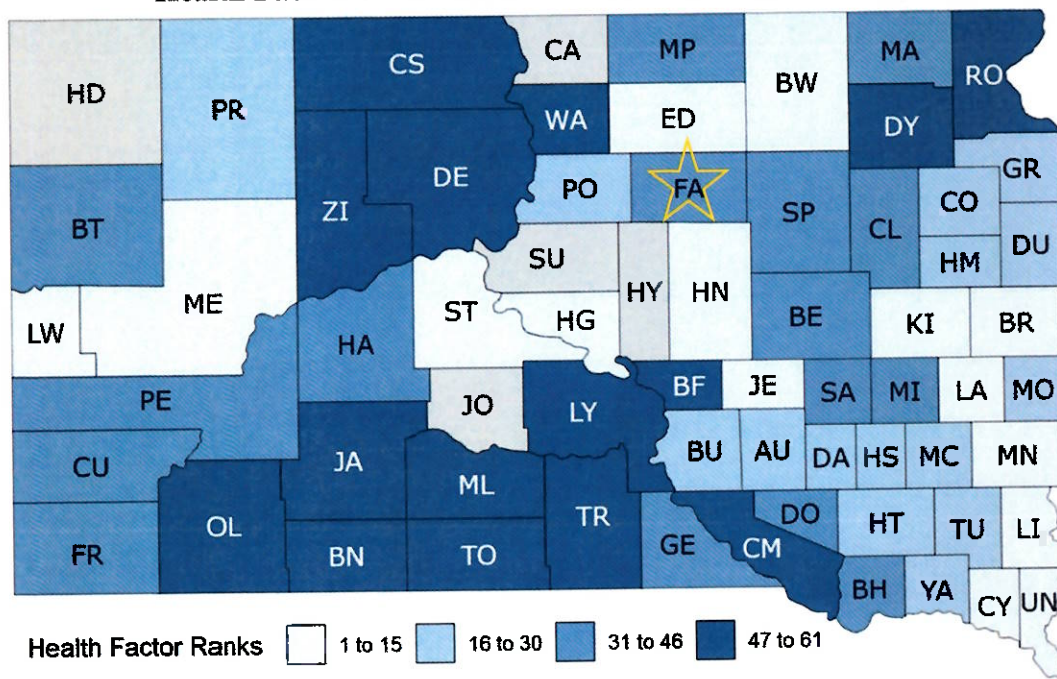 CS
CA
MP
MA
RO
HD
PR
BW
WA
ED
DY
DE
PO
FA
GR
ZI
SP
CO
BT
CL
DU
SU
HM
ME
HY
HN
ST
HG
BE
KI
BR
LW
HA
BF
JE
SA
MI
LA
MO
PE
JO
LY
BU
AU
DA
HS
MC
MN
CU
JA
ML
OL
TR
DO
HT
TU
LI
FR
BN
TO
GE
CM
BH
YA
CY
UN
Health Factor Ranks 1 to 15 16 to 30 31 to 46 47 to 61